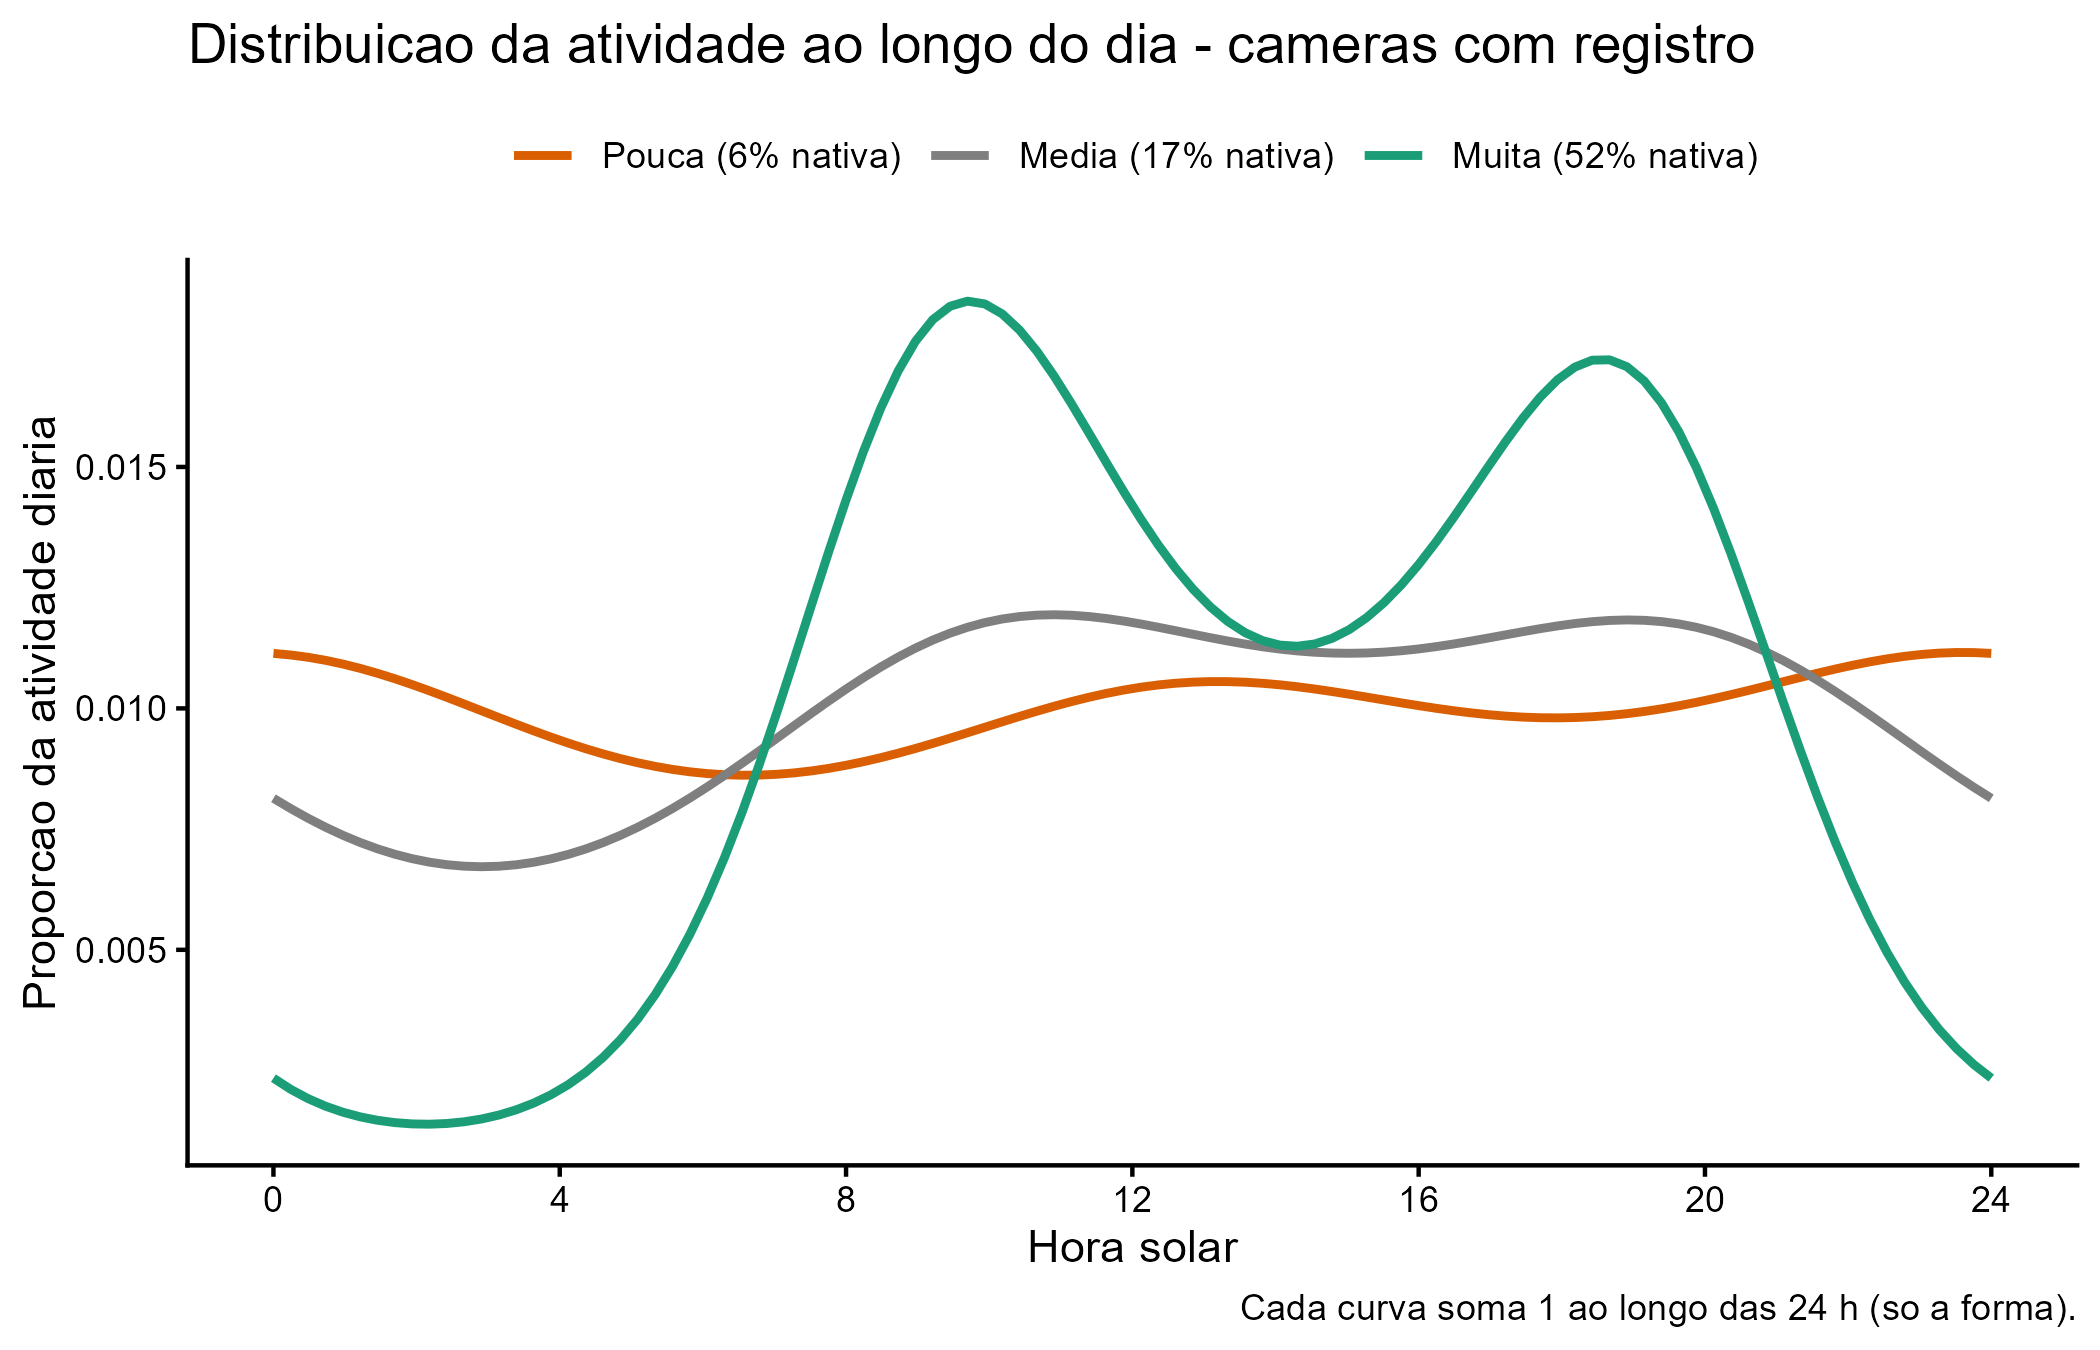 Distribuicao da atividade ao longo do dia - cameras com registro
Pouca (6% nativa) Media (17% nativa) Muita (52% nativa)
Proporcao da atividade diaria
0.015
0.010
0.005
0 4 8 12 16 20 24
Hora solar
Cada curva soma 1 ao longo das 24 h (so a forma).